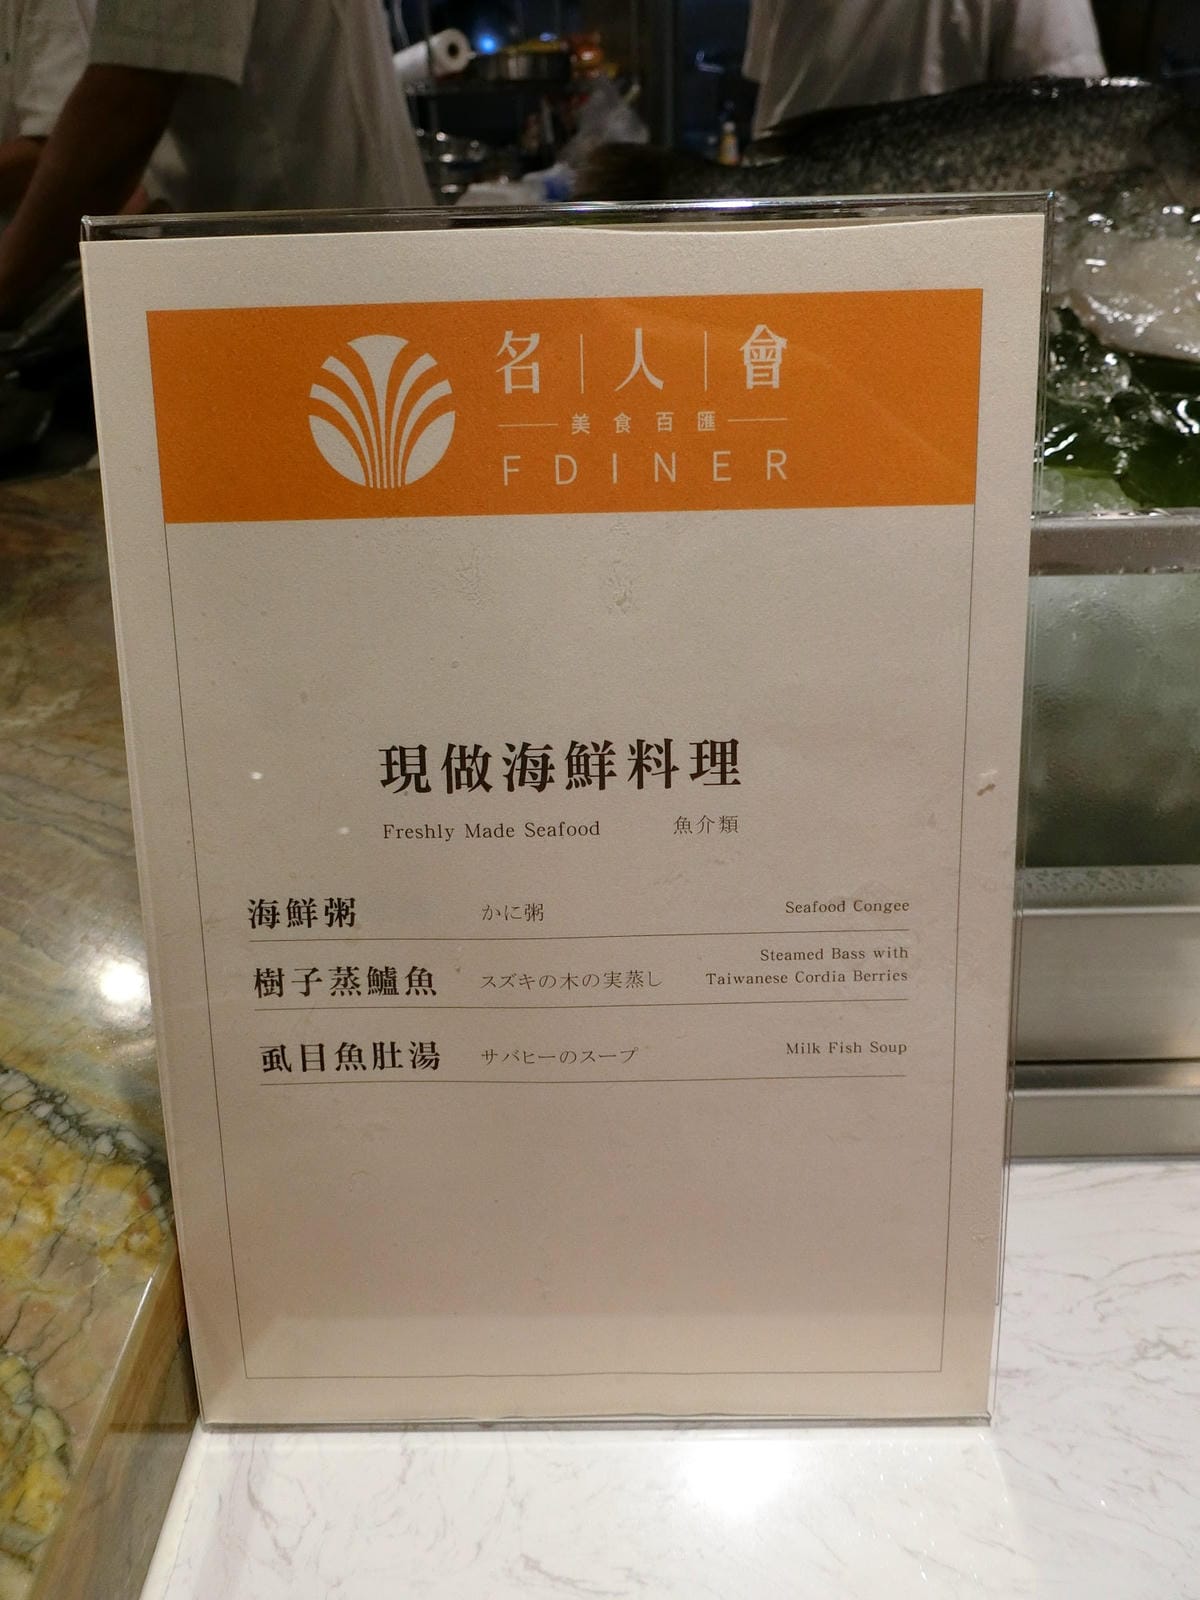 名人會
美食百匯
FDINER
現做海鮮料理
Freshly Made Seafood 魚介類
海鮮粥 かに粥 Seafood Congee
樹子蒸鱸魚 スズキの木の実蒸し Steamed Bass with
Taiwanese Cordia Berries
虱目魚肚湯 サバヒーのスープ Milk Fish Soup